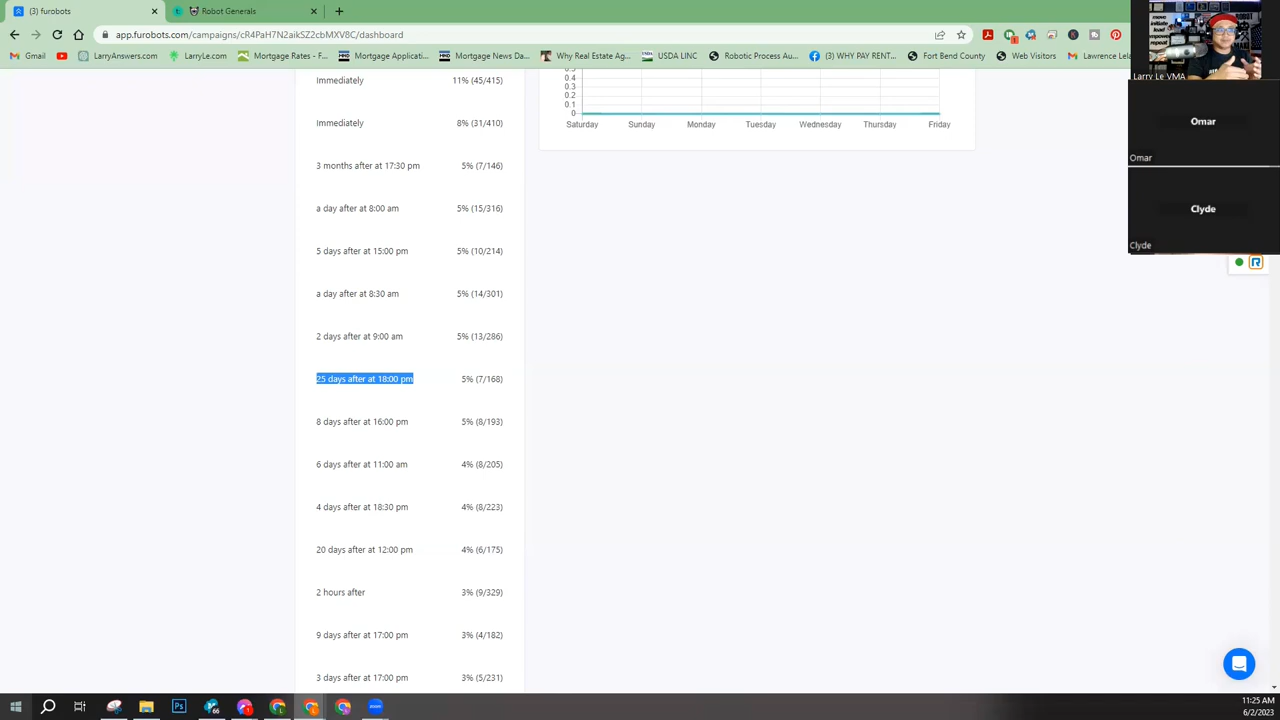 (3) furobots
Robot Generals
app.furobots.com/campaigns/cR4PaH7N2aikSZ2cbMXV8C/dashboard
Gmail
YouTube
LarryAnswers.com
LarryLe.com
Mortgage Rates - F...
Mortgage Applicati...
Mortgage News Da...
Why Real Estate Ag...
USDA LINC
Robotic Process Au...
(3) WHY PAY RENT...
Fort Bend County
Web Visitors
Lawrence Le
Immediately 11% (45/415)
Immediately 8% (31/410)
3 months after at 17:30 pm 5% (7/146)
a day after at 8:00 am 5% (15/316)
5 days after at 15:00 pm 5% (10/214)
a day after at 8:30 am 5% (14/301)
2 days after at 9:00 am 5% (13/286)
25 days after at 18:00 pm 5% (7/168)
8 days after at 16:00 pm 5% (8/193)
6 days after at 11:00 am 4% (8/205)
4 days after at 18:30 pm 4% (8/223)
20 days after at 12:00 pm 4% (6/175)
2 hours after 3% (9/329)
9 days after at 17:00 pm 3% (4/182)
3 days after at 17:00 pm 3% (5/231)
0.4
0.3
0.2
0.1
0
Saturday Sunday Monday Tuesday Wednesday Thursday Friday
Larry Le VMA
Omar
Omar
Clyde
Clyde
11:25 AM
6/2/2023